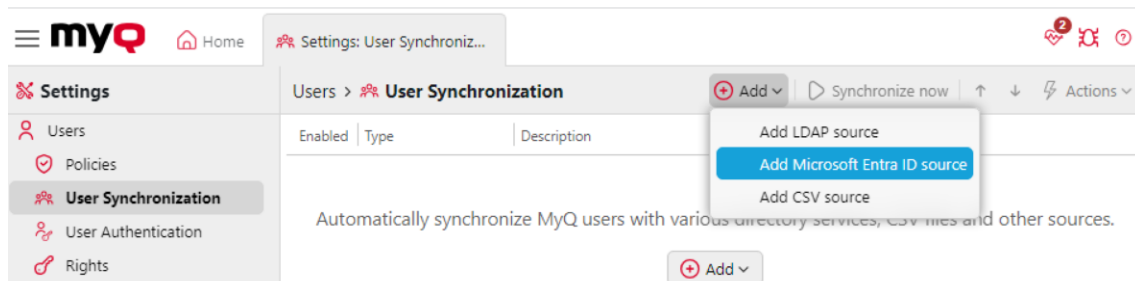 myQ Home Settings: User Synchroniz... 2
Settings
Users > User Synchronization Add Synchronize now Actions
Users
Enabled Type Description
Add LDAP source
Policies
Add Microsoft Entra ID source
User Synchronization
Add CSV source
Automatically synchronize MyQ users with various directory services, CSV files and other sources.
User Authentication
Rights
Add